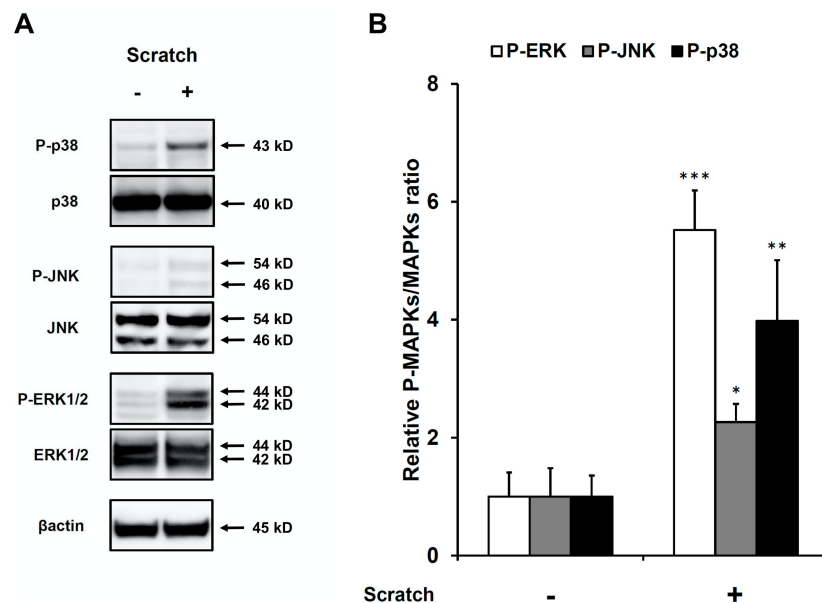 A
Scratch
- +
P-p38
43 kD
p38
40 kD
P-JNK
54 kD
46 kD
JNK
54 kD
46 kD
P-ERK1/2
44 kD
42 kD
ERK1/2
44 kD
42 kD
βactin
45 kD
B
P-ERK P-JNK P-p38
Relative P-MAPKs/MAPKs ratio
8
6
4
2
0
***
*
**
Scratch - +